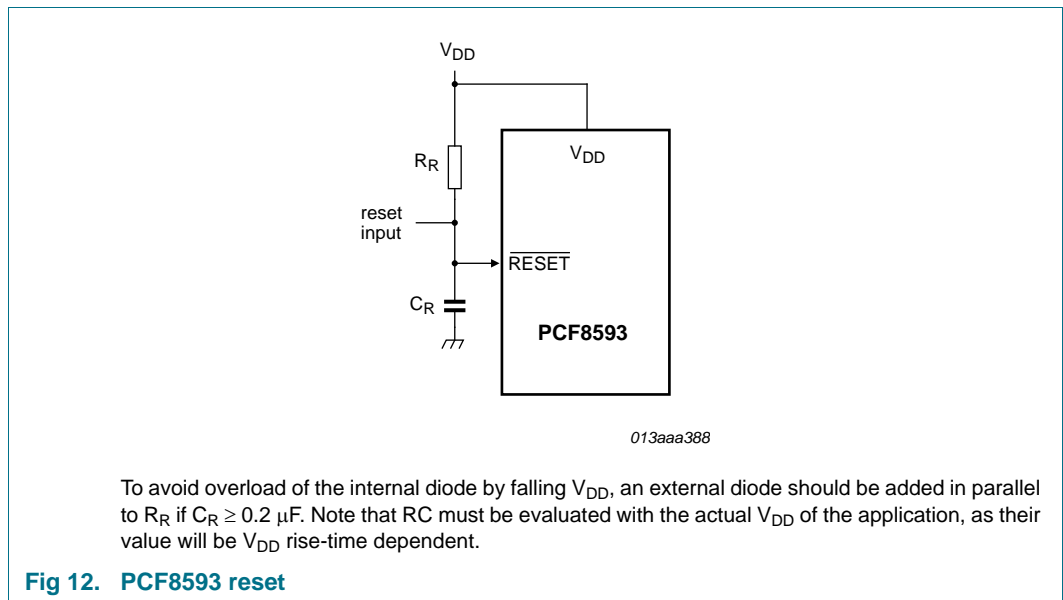 VDD
VDD
RR
reset
input
RESET
CR
PCF8593
013aaa388
To avoid overload of the internal diode by falling VDD, an external diode should be added in parallel
to RR if CR ≥ 0.2 μF. Note that RC must be evaluated with the actual VDD of the application, as their
value will be VDD rise-time dependent.
Fig 12. PCF8593 reset